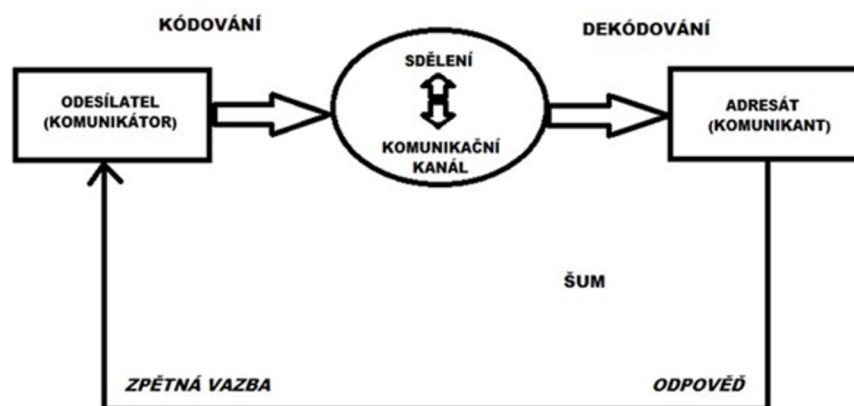 KÓDOVÁNÍ
DEKÓDOVÁNÍ
ODESÍLATEL
(KOMUNIKÁTOR)
SDĚLENÍ
KOMUNIKAČNÍ
KANÁL
ADRESÁT
(KOMUNIKANT)
ŠUM
ZPĚTNÁ VAZBA
ODPOVĚĎ